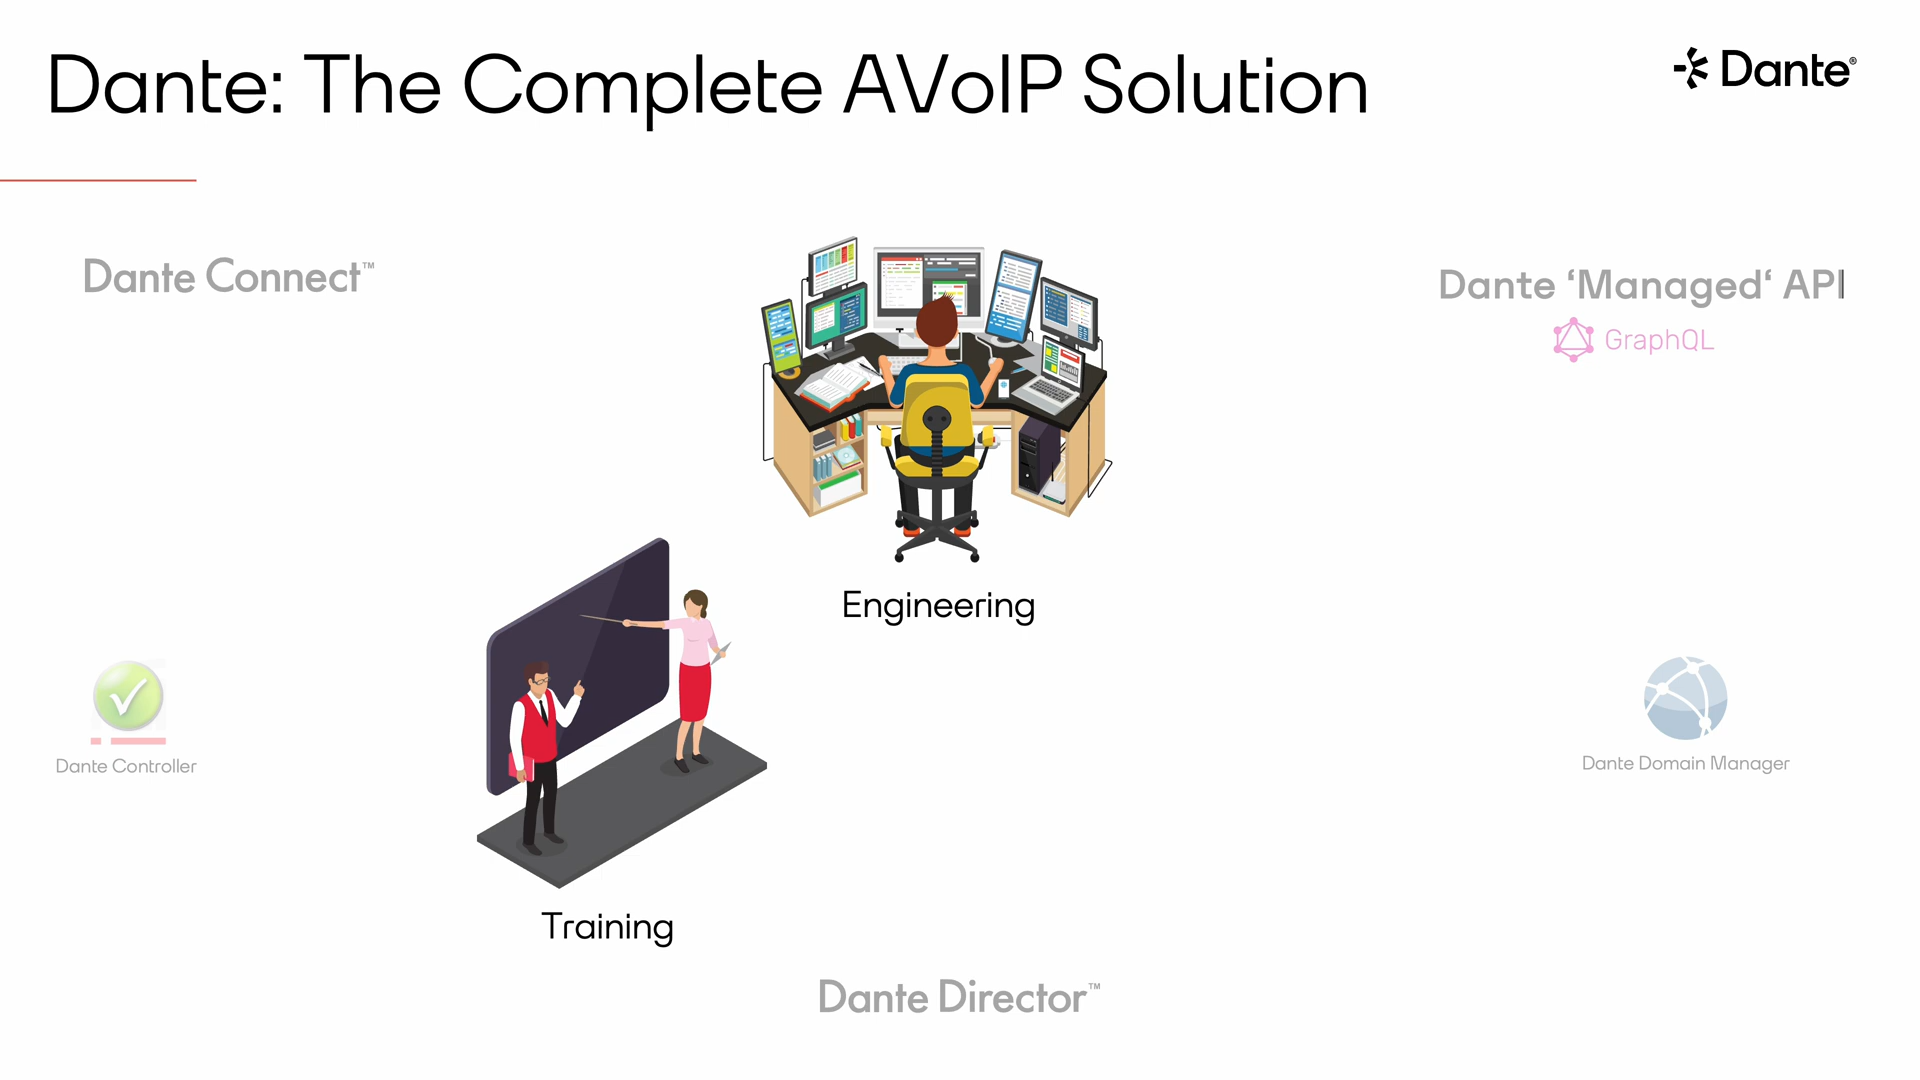 Dante: The Complete AVoIP Solution
Dante®
Dante Connect™
Dante ‘Managed‘ API
GraphQL
Engineering
Dante Controller
Dante Domain Manager
Training
Dante Director™